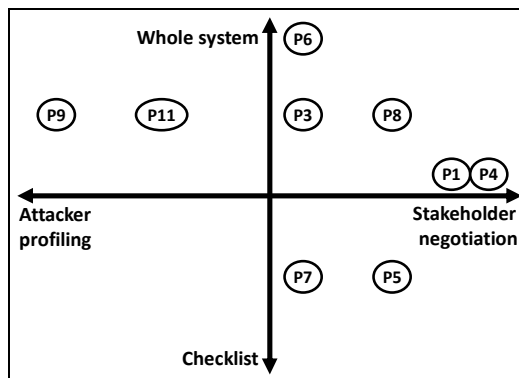 Whole system
P6
P9
P11
P3
P8
P1
P4
Attacker
profiling
Stakeholder
negotiation
P7
P5
Checklist